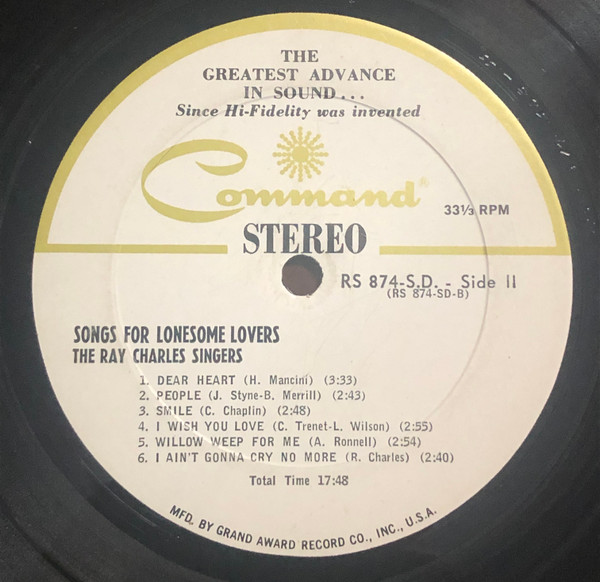 THE
GREATEST ADVANCE
IN SOUND...
Since Hi-Fidelity was invented
Command®
33⅓ RPM
STEREO
RS 874-S.D. - Side II
(RS 874-SD-B)
SONGS FOR LONESOME LOVERS
THE RAY CHARLES SINGERS
1. DEAR HEART (H. Mancini) (3:33)
2. PEOPLE (J. Styne-B. Merrill) (2:43)
3. SMILE (C. Chaplin) (2:48)
4. I WISH YOU LOVE (C. Trenet-L. Wilson) (2:55)
5. WILLOW WEEP FOR ME (A. Ronnell) (2:54)
6. I AIN'T GONNA CRY NO MORE (R. Charles) (2:40)
Total Time 17:48
MFD. BY GRAND AWARD RECORD CO., INC., U.S.A.